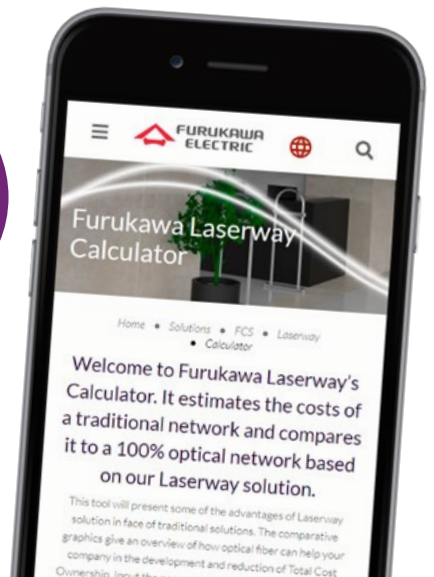 FURUKAWA
ELECTRIC
Furukawa Laserway
Calculator
Home • Solutions • FCS • Laserway
• Calculator
Welcome to Furukawa Laserway's
Calculator. It estimates the costs of
a traditional network and compares
it to a 100% optical network based
on our Laserway solution.
This tool will present some of the advantages of Laserway
solution in face of traditional solutions. The comparative
graphics give an overview of how optical fiber can help your
company in the development and reduction of Total Cost
Ownership. Input the